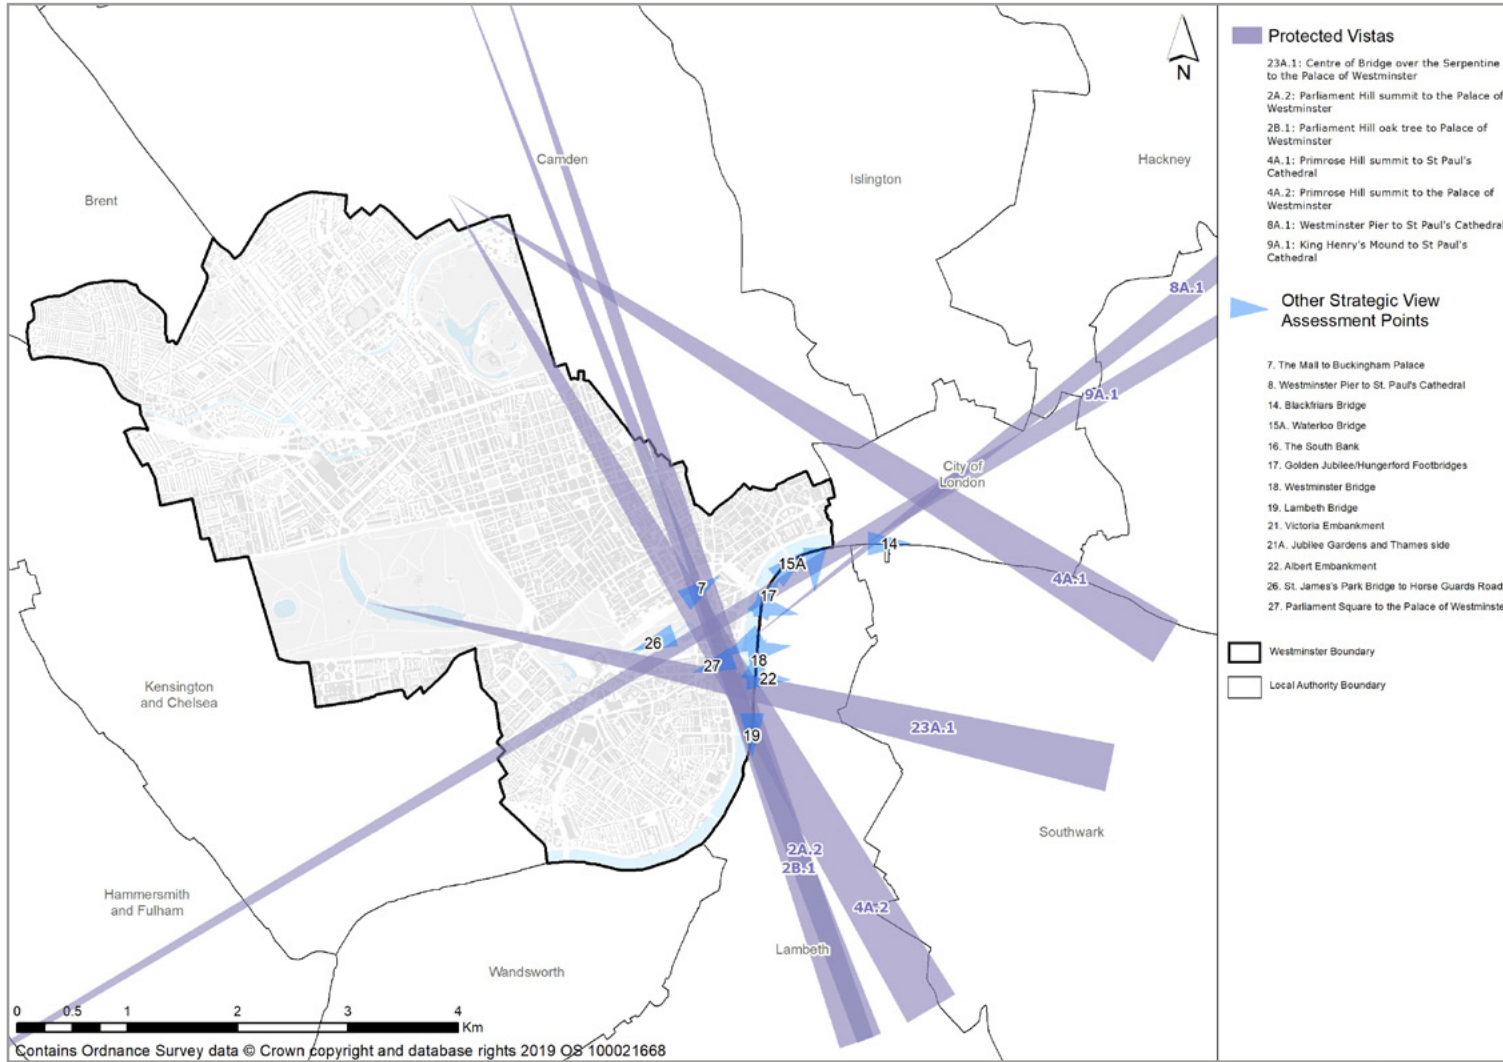 N
Camden
Hackney
Islington
Brent
8A.1
9A.1
City of
London
14
15A
4A.1
7
17
26
27
18
22
Kensington
and Chelsea
23A.1
19
Southwark
2A.2
2B.1
Hammersmith
and Fulham
4A.2
Lambeth
Wandsworth
0 0.5 1 2 3 4
Km
Contains Ordnance Survey data © Crown copyright and database rights 2019 OS 100021668
Protected Vistas
23A.1: Centre of Bridge over the Serpentine
to the Palace of Westminster
2A.2: Parliament Hill summit to the Palace of
Westminster
2B.1: Parliament Hill oak tree to Palace of
Westminster
4A.1: Primrose Hill summit to St Paul's
Cathedral
4A.2: Primrose Hill summit to the Palace of
Westminster
8A.1: Westminster Pier to St Paul's Cathedral
9A.1: King Henry's Mound to St Paul's
Cathedral
Other Strategic View
Assessment Points
7. The Mall to Buckingham Palace
8. Westminster Pier to St. Paul's Cathedral
14. Blackfriars Bridge
15A. Waterloo Bridge
16. The South Bank
17. Golden Jubilee/Hungerford Footbridges
18. Westminster Bridge
19. Lambeth Bridge
21. Victoria Embankment
21A. Jubilee Gardens and Thames side
22. Albert Embankment
26. St. James's Park Bridge to Horse Guards Road
27. Parliament Square to the Palace of Westminste
Westminster Boundary
Local Authority Boundary